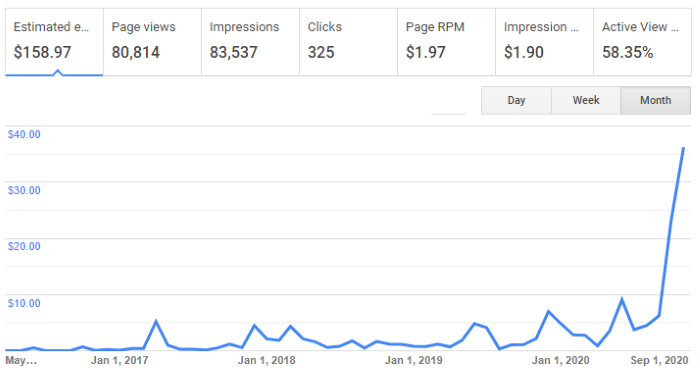 Estimated e... Page views Impressions Clicks Page RPM Impression ... Active View ...
$158.97 80,814 83,537 325 $1.97 $1.90 58.35%
Day Week Month
$40.00
$30.00
$20.00
$10.00
May... Jan 1, 2017 Jan 1, 2018 Jan 1, 2019 Jan 1, 2020 Sep 1, 2020